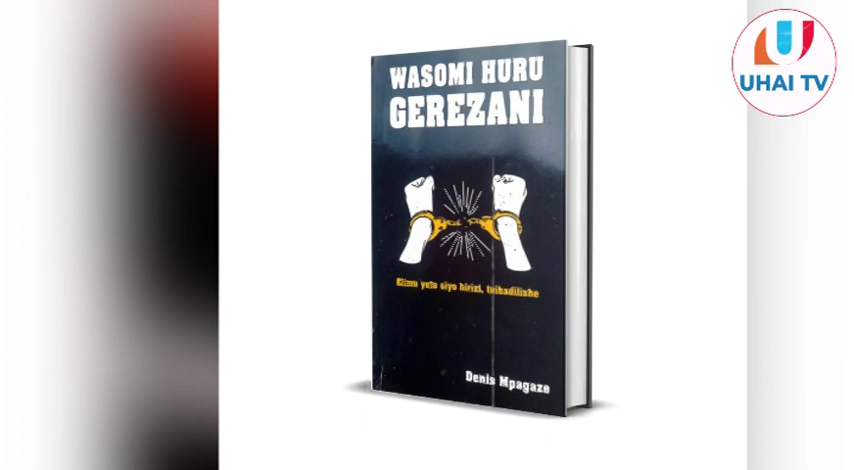 WASOMI HURU
GEREZANI
Elimu yetu siyo hirizi, tuibadilishe
Denis Mpagaze
UHAI TV